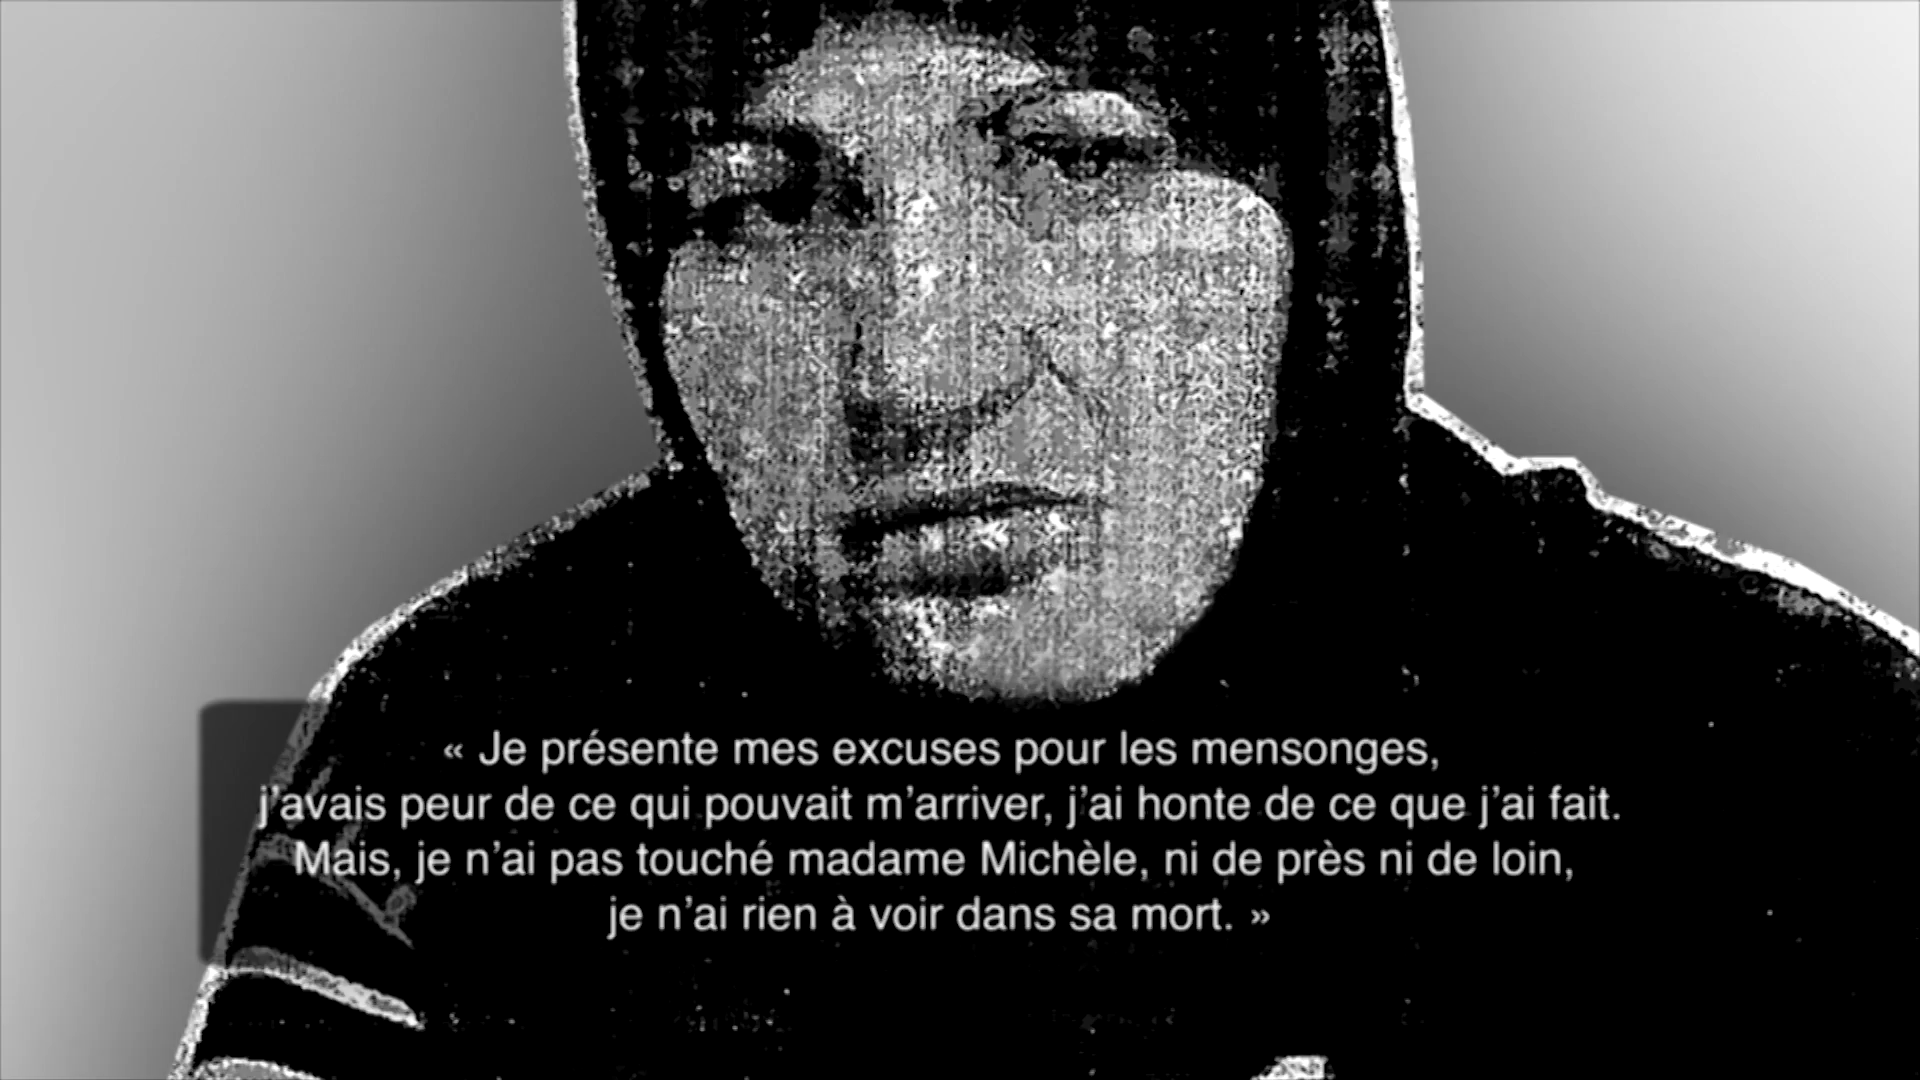 « Je présente mes excuses pour les mensonges,
j’avais peur de ce qui pouvait m’arriver, j’ai honte de ce que j’ai fait.
Mais, je n’ai pas touché madame Michèle, ni de près ni de loin,
je n’ai rien à voir dans sa mort. »